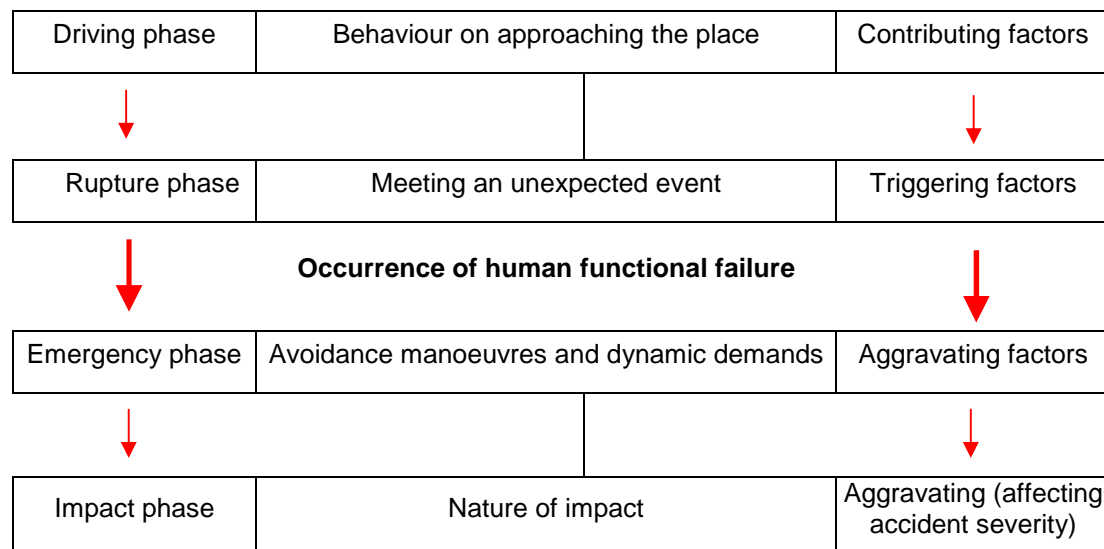 Driving phase
Behaviour on approaching the place
Contributing factors
Rupture phase
Meeting an unexpected event
Triggering factors
Occurrence of human functional failure
Emergency phase
Avoidance manoeuvres and dynamic demands
Aggravating factors
Impact phase
Nature of impact
Aggravating (affecting
accident severity)